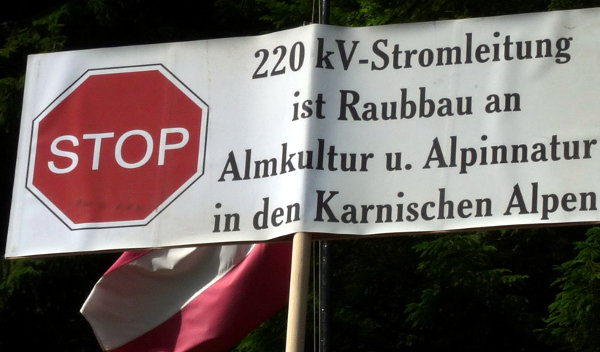 STOP
220 kV-Stromleitung
ist Raubbau an
Almkultur u. Alpinnatur
in den Karnischen Alpen